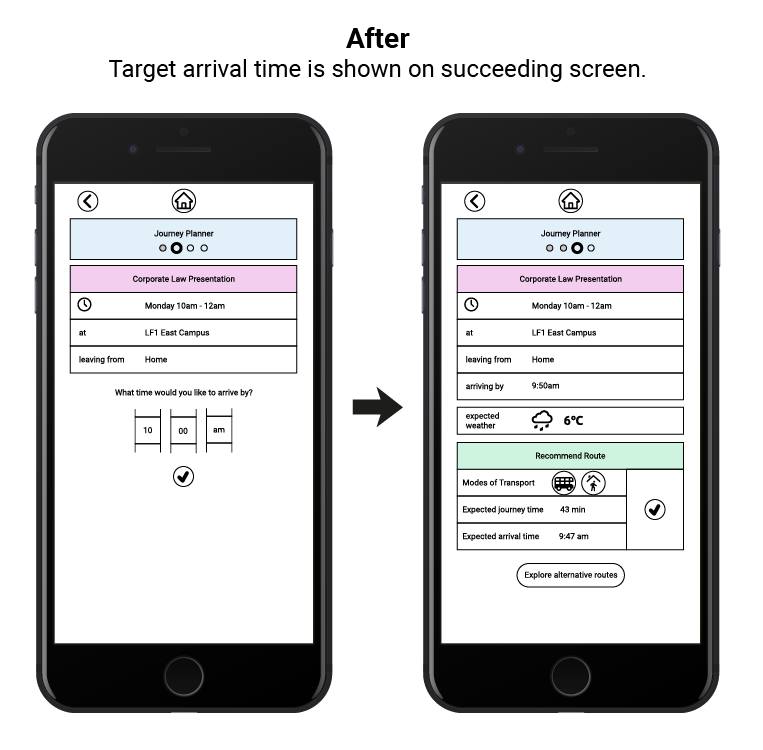 After
Target arrival time is shown on succeeding screen.
Journey Planner
Corporate Law Presentation
Monday 10am - 12am
at LF1 East Campus
leaving from Home
What time would you like to arrive by?
10 00 am
Journey Planner
Corporate Law Presentation
Monday 10am - 12am
at LF1 East Campus
leaving from Home
arriving by 9:50am
expected
weather
6°C
Recommend Route
Modes of Transport
Expected journey time 43 min
Expected arrival time 9:47 am
Explore alternative routes